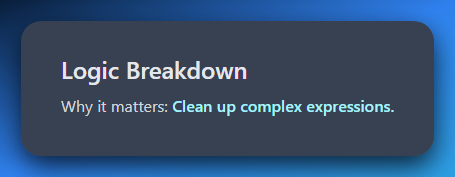 Logic Breakdown
Why it matters: Clean up complex expressions.